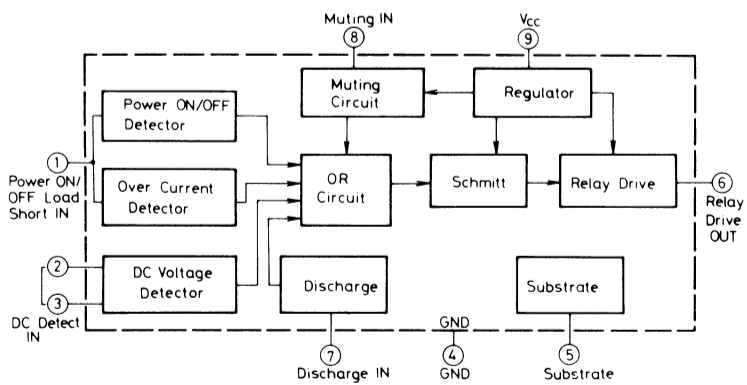 Muting IN
8
Vcc
9
Muting
Circuit
Regulator
Power ON/OFF
Detector
1
Power ON/
OFF Load
Short IN
Over Current
Detector
OR
Circuit
Schmitt
Relay Drive
6
Relay
Drive
OUT
2
3
DC Detect
IN
DC Voltage
Detector
Discharge
Substrate
GND
7
Discharge IN
4
GND
5
Substrate